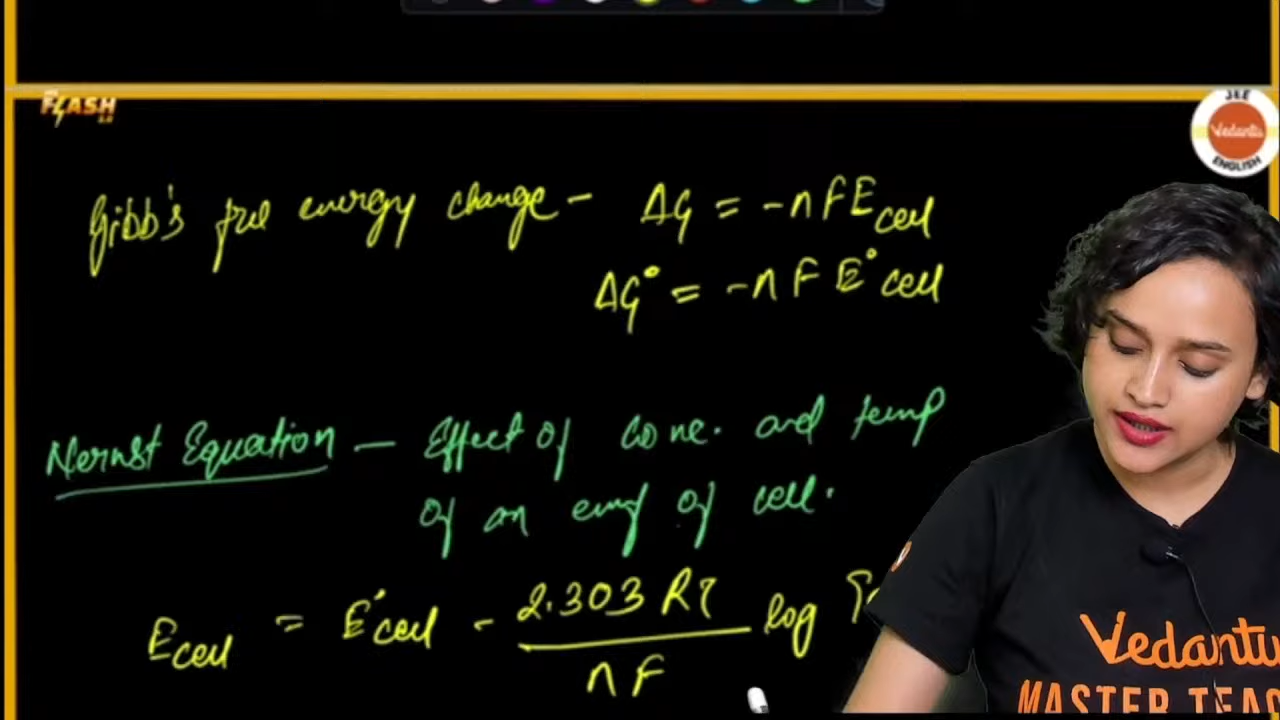 FLASH
JEE
Vedantu
ENGLISH
Gibb's free energy change - ΔG = -nFEcell
ΔG° = -nFE°cell
Nernst Equation - Effect of conc. and temp
of on emf of cell.
Ecell = E°cell - 2.303 RT log
nF
Vedantu
MASTER TEAC